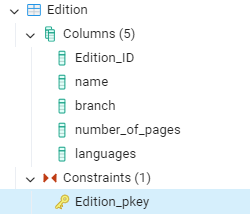 Edition
Columns (5)
Edition_ID
name
branch
number_of_pages
languages
Constraints (1)
Edition_pkey